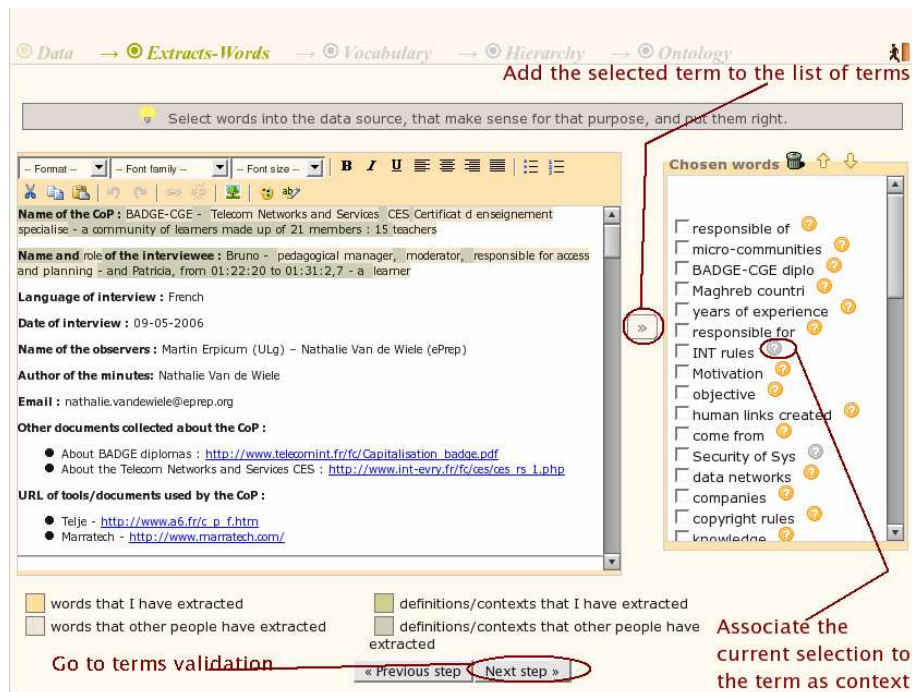 Data → Extracts-Words → Vocabulary → Hierarchy → Ontology
Add the selected term to the list of terms
Select words into the data source, that make sense for that purpose, and put them right.
-- Format -- -- Font family -- -- Font size -- B I U
Chosen words
Name of the CoP : BADGE-CGE - Telecom Networks and Services CES Certificat d enseignement
specialise - a community of learners made up of 21 members : 15 teachers
Name and role of the interviewee : Bruno - pedagogical manager, moderator, responsible for access
and planning - and Patricia, from 01:22:20 to 01:31:2,7 - a learner
Language of interview : French
Date of interview : 09-05-2006
Name of the observers : Martin Erpicum (ULg) – Nathalie Van de Wiele (ePrep)
Author of the minutes: Nathalie Van de Wiele
Email : nathalie.vandewiele@eprep.org
Other documents collected about the CoP :
● About BADGE diplomas : http://www.telecomint.fr/fc/Capitalisation_badge.pdf
● About the Telecom Networks and Services CES : http://www.int-evry.fr/fc/ces/ces_rs_1.php
URL of tools/documents used by the CoP :
● Telje - http://www.a6.fr/c_p_f.htm
● Marratech - http://www.marratech.com/
»
responsible of ?
micro-communities ?
BADGE-CGE diplo ?
Maghreb countri ?
years of experience ?
responsible for ?
INT rules ?
Motivation ?
objective ?
human links created ?
come from ?
Security of Sys ?
data networks ?
companies ?
copyright rules ?
knowledge ?
words that I have extracted
words that other people have extracted
definitions/contexts that I have extracted
definitions/contexts that other people have
extracted
Go to terms validation
« Previous step Next step »
Associate the
current selection to
the term as context